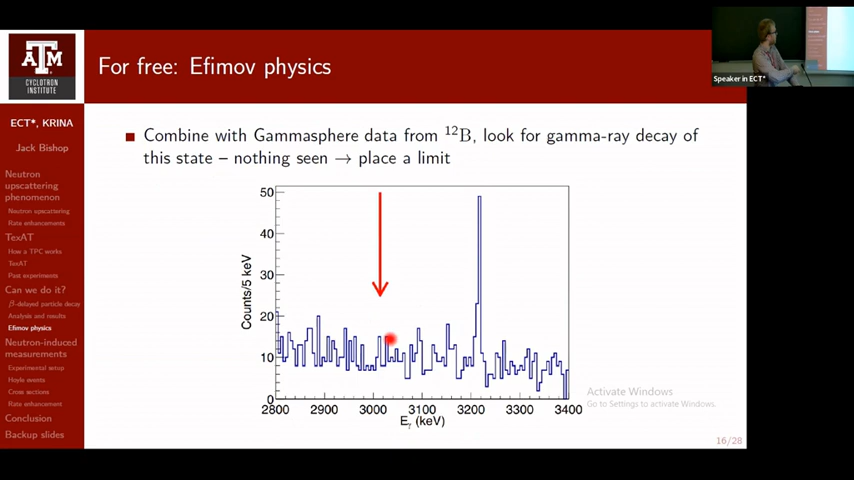 For free: Efimov physics
Speaker in ECT*
ATM
CYCLOTRON
INSTITUTE
ECT*, KRINA
Jack Bishop
Neutron
upscattering
phenomenon
Neutron upscattering
Rate enhancements
TexAT
How a TPC works
TexAT
Past experiments
Can we do it?
β-delayed particle decay
Analysis and results
Efimov physics
Neutron-induced
measurements
Experimental setup
Hoyle events
Cross sections
Rate enhancement
Conclusion
Backup slides
■ Combine with Gammasphere data from ¹²B, look for gamma-ray decay of
this state – nothing seen → place a limit
Counts/5 keV
50
40
30
20
10
0
2800 2900 3000 3100 3200 3300 3400
Eγ (keV)
Activate Windows
Go to Settings to activate Windows.
16/28